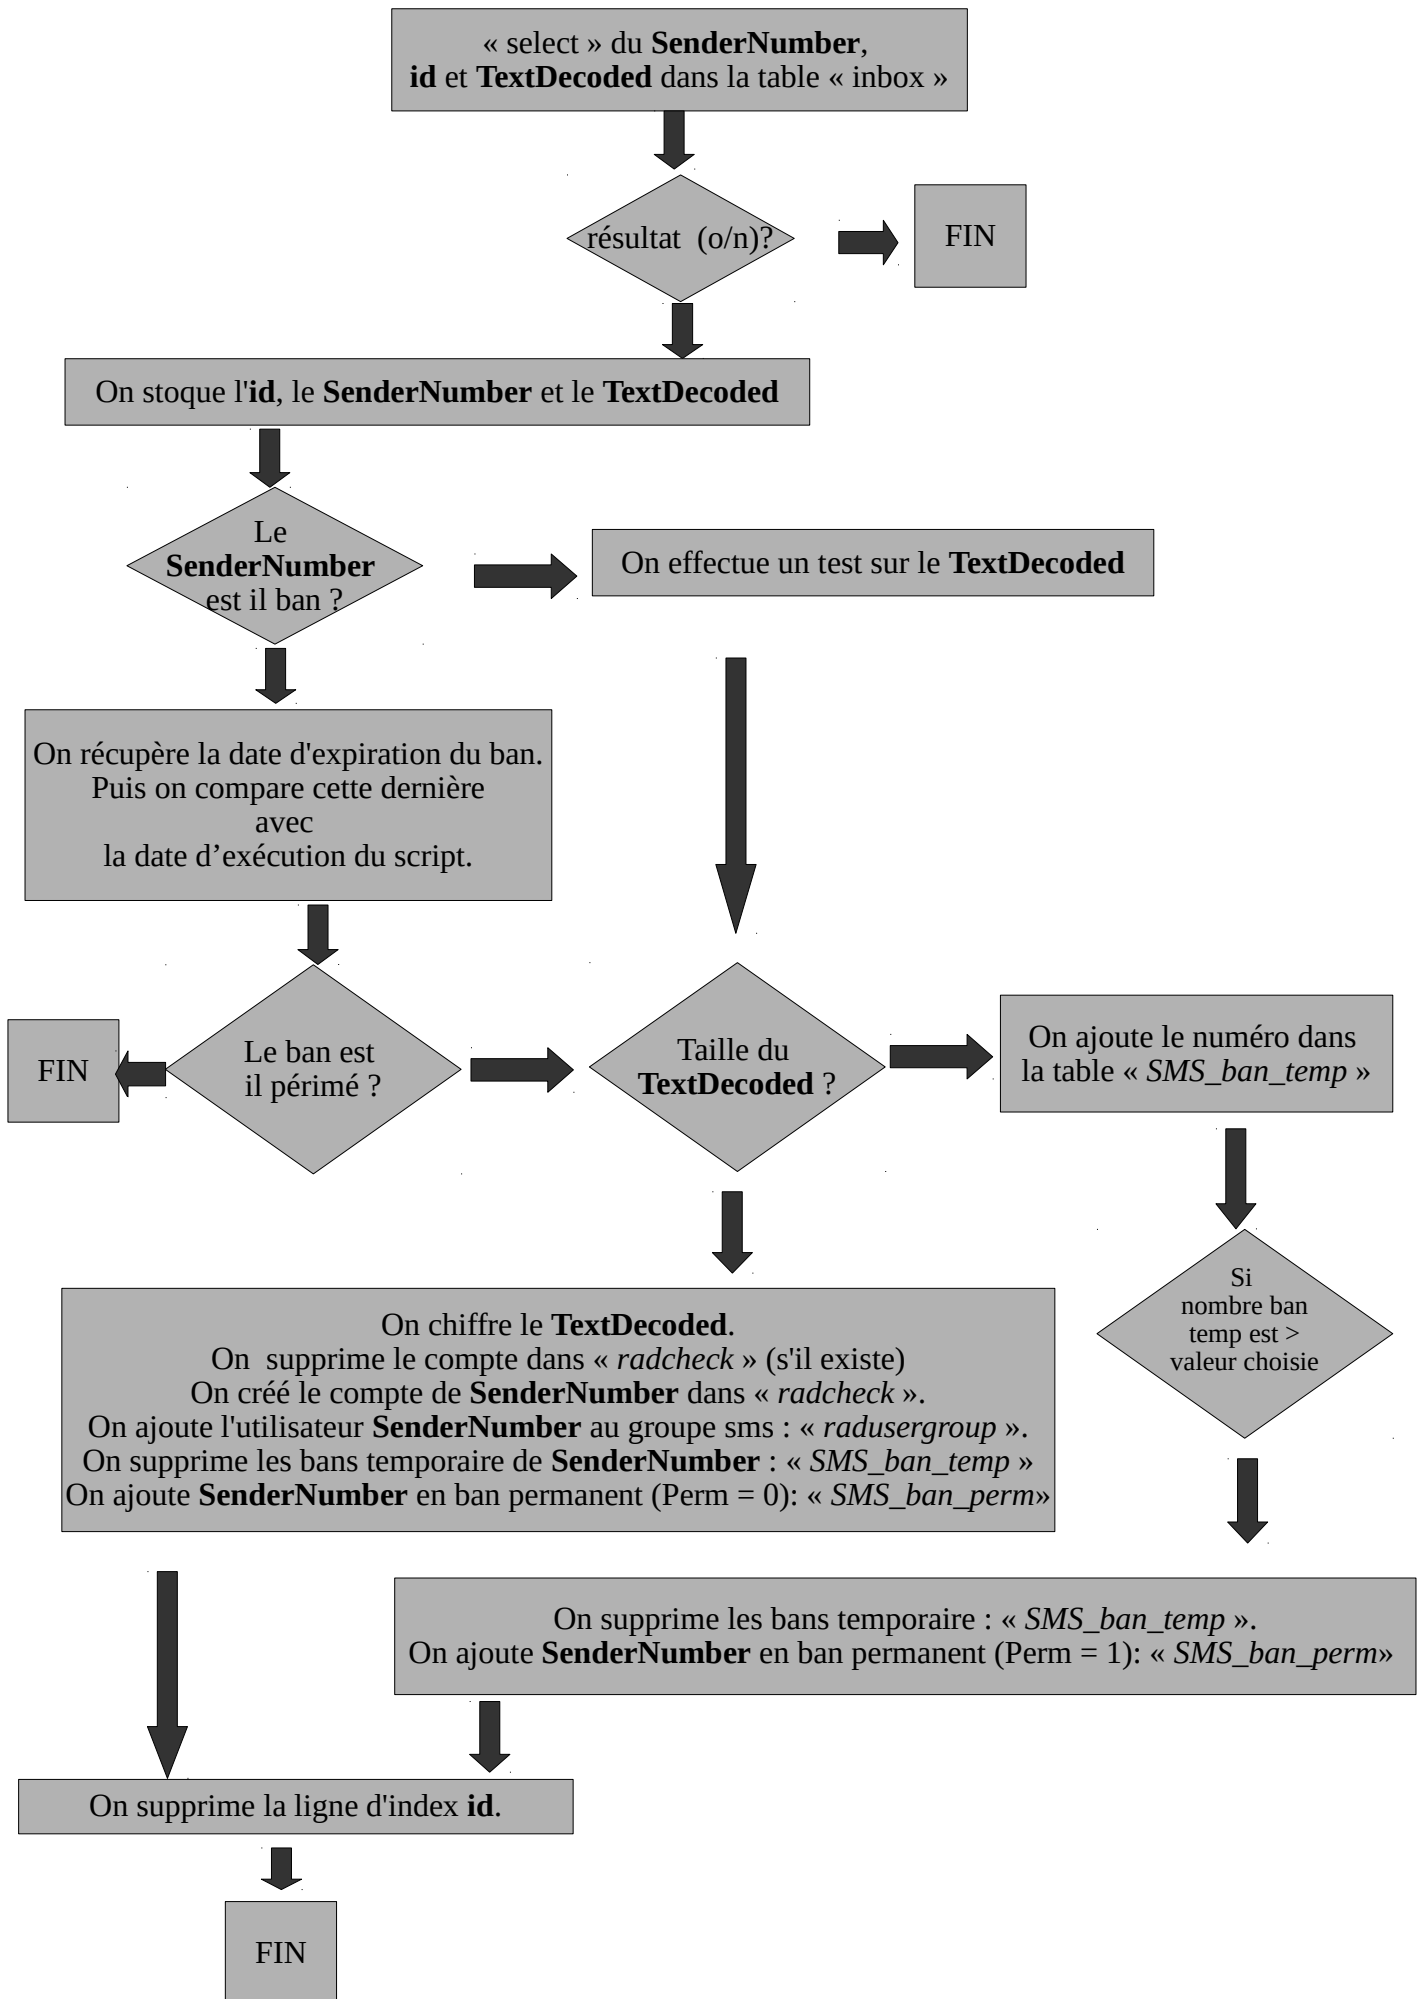 « select » du SenderNumber,
id et TextDecoded dans la table « inbox »
résultat  (o/n)?
FIN
On stoque l'id, le SenderNumber et le TextDecoded
Le
SenderNumber
est il ban ?
On effectue un test sur le TextDecoded
On récupère la date d'expiration du ban.
Puis on compare cette dernière
avec
la date d’exécution du script.
FIN
Le ban est
il périmé ?
Taille du
TextDecoded ?
On ajoute le numéro dans
la table « SMS_ban_temp »
Si
nombre ban
temp est >
valeur choisie
On chiffre le TextDecoded.
On  supprime le compte dans « radcheck » (s'il existe)
On créé le compte de SenderNumber dans « radcheck ».
On ajoute l'utilisateur SenderNumber au groupe sms : « radusergroup ».
On supprime les bans temporaire de SenderNumber : « SMS_ban_temp »
On ajoute SenderNumber en ban permanent (Perm = 0): « SMS_ban_perm»
On supprime les bans temporaire : « SMS_ban_temp ».
On ajoute SenderNumber en ban permanent (Perm = 1): « SMS_ban_perm»
On supprime la ligne d'index id.
FIN